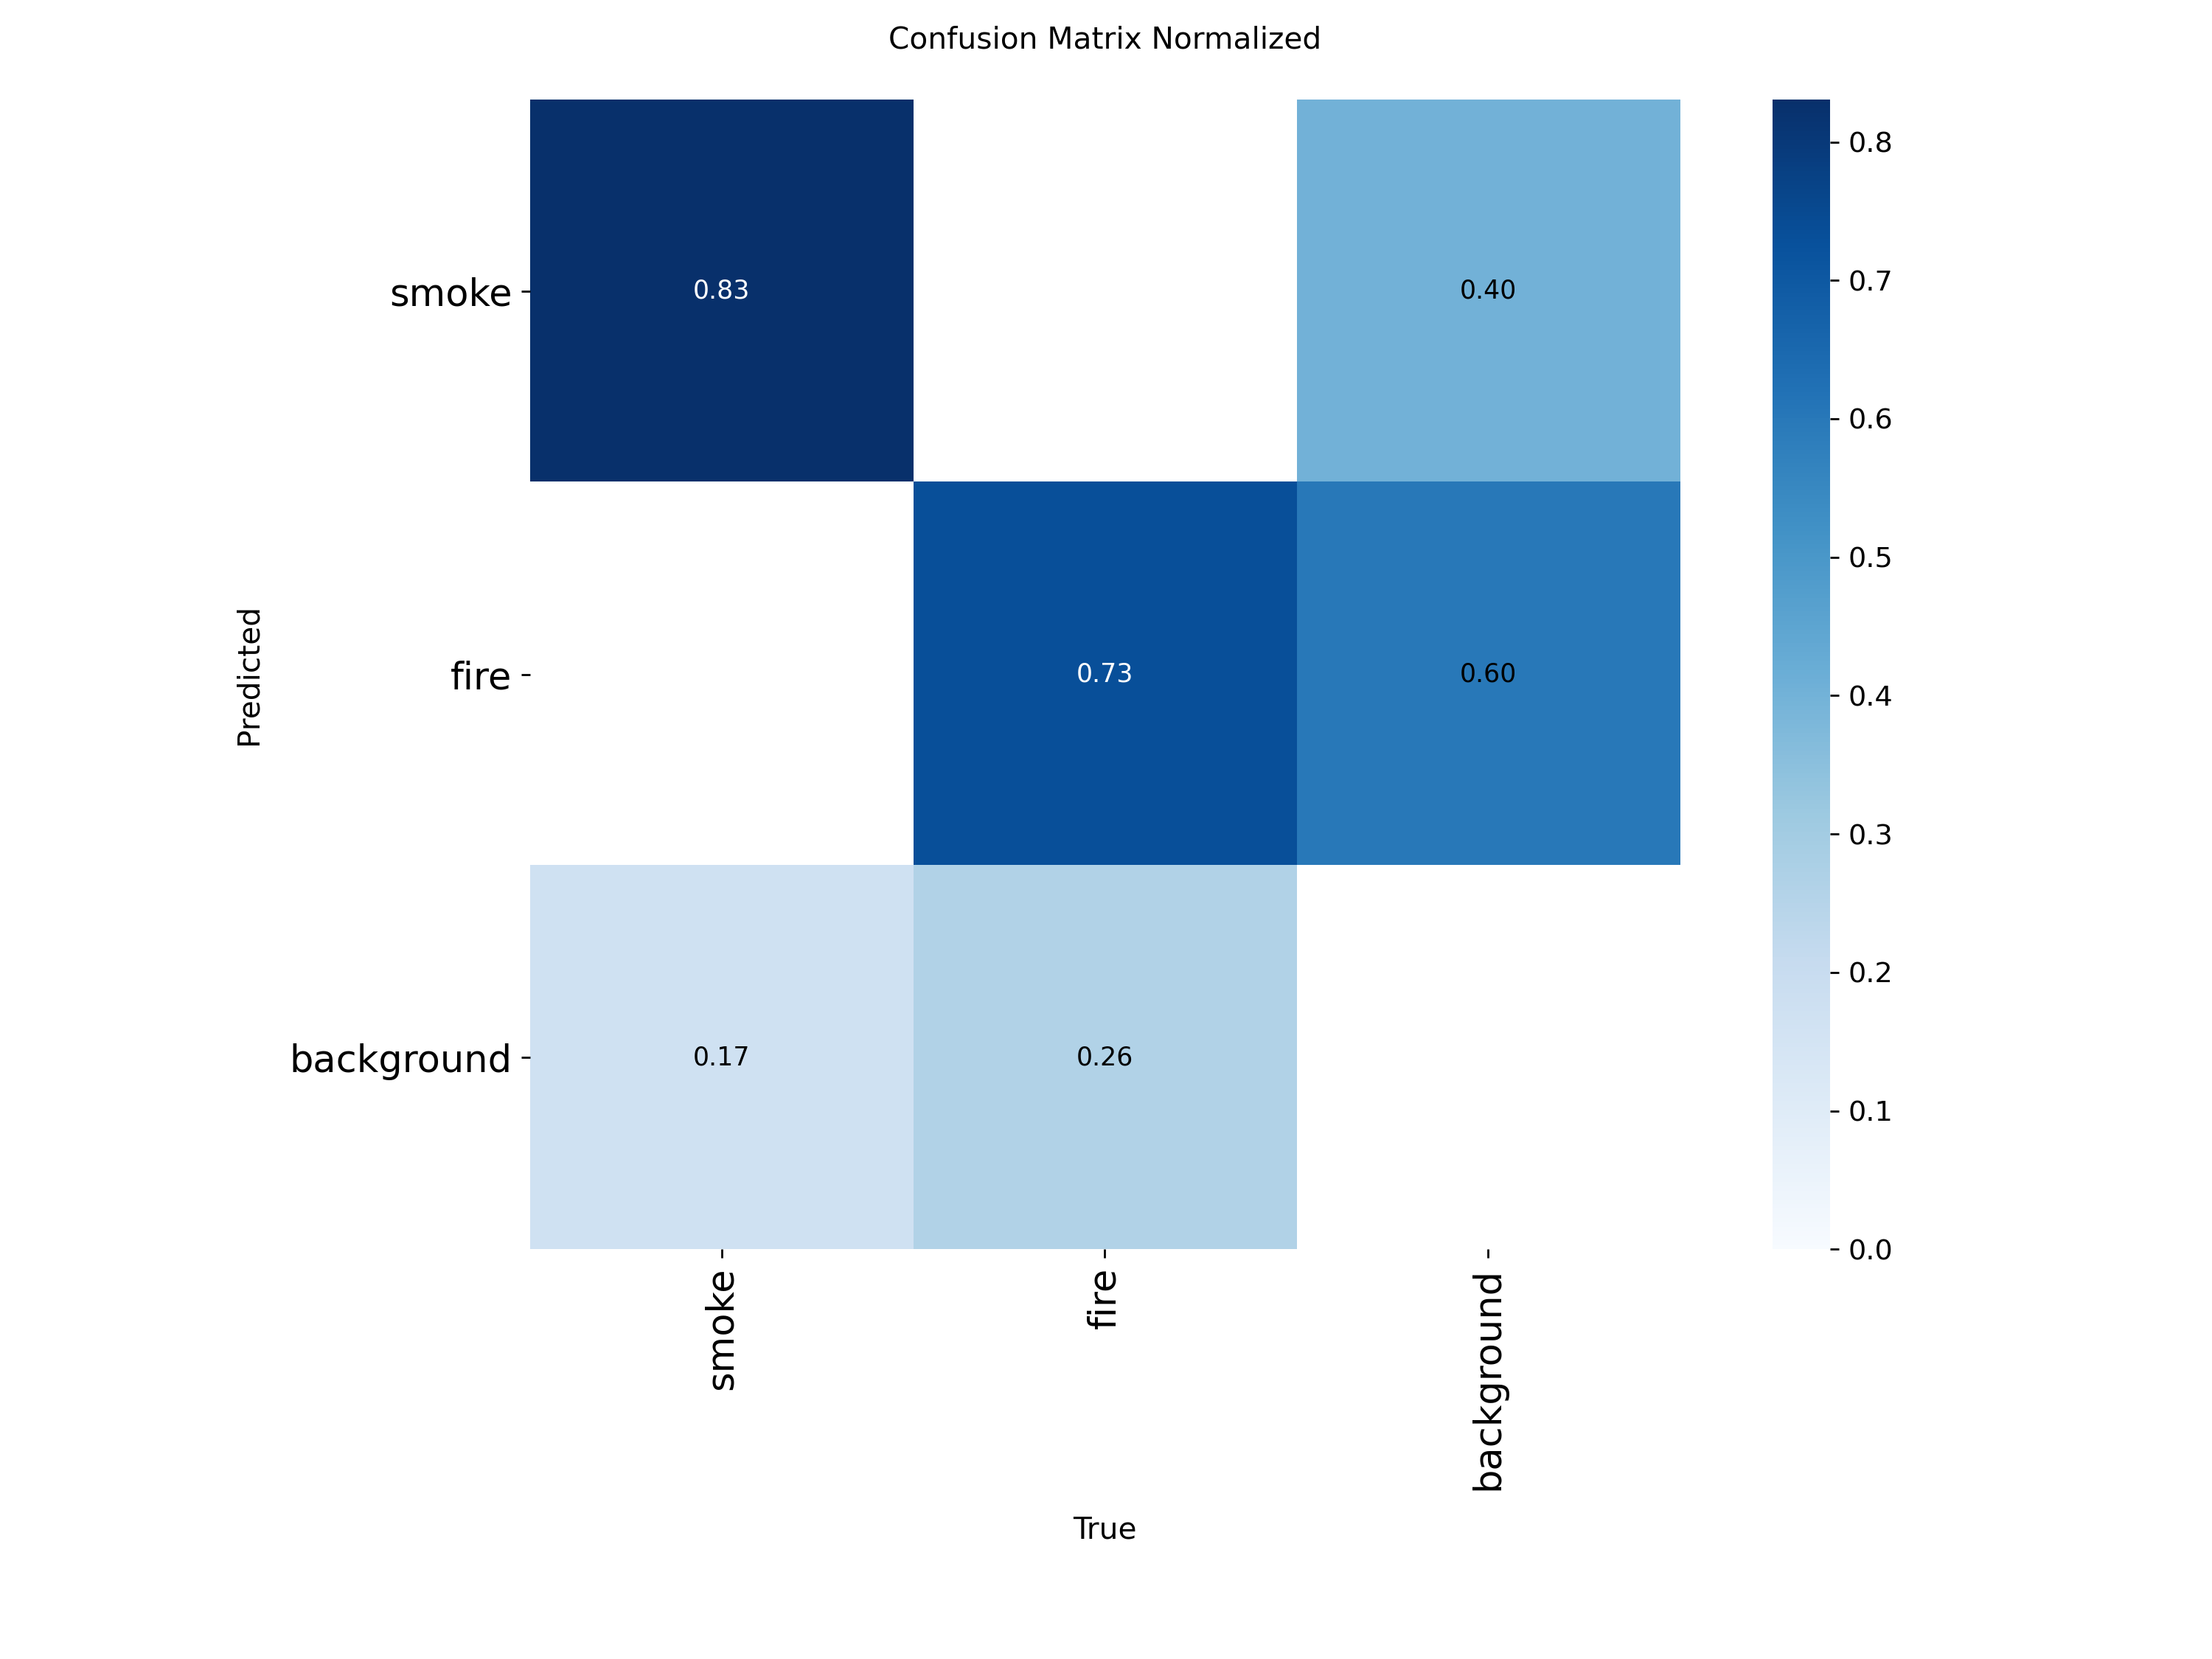 Confusion Matrix Normalized
smoke
0.83
0.40
fire
0.73
0.60
background
0.17
0.26
Predicted
smoke
fire
background
True
0.8
0.7
0.6
0.5
0.4
0.3
0.2
0.1
0.0